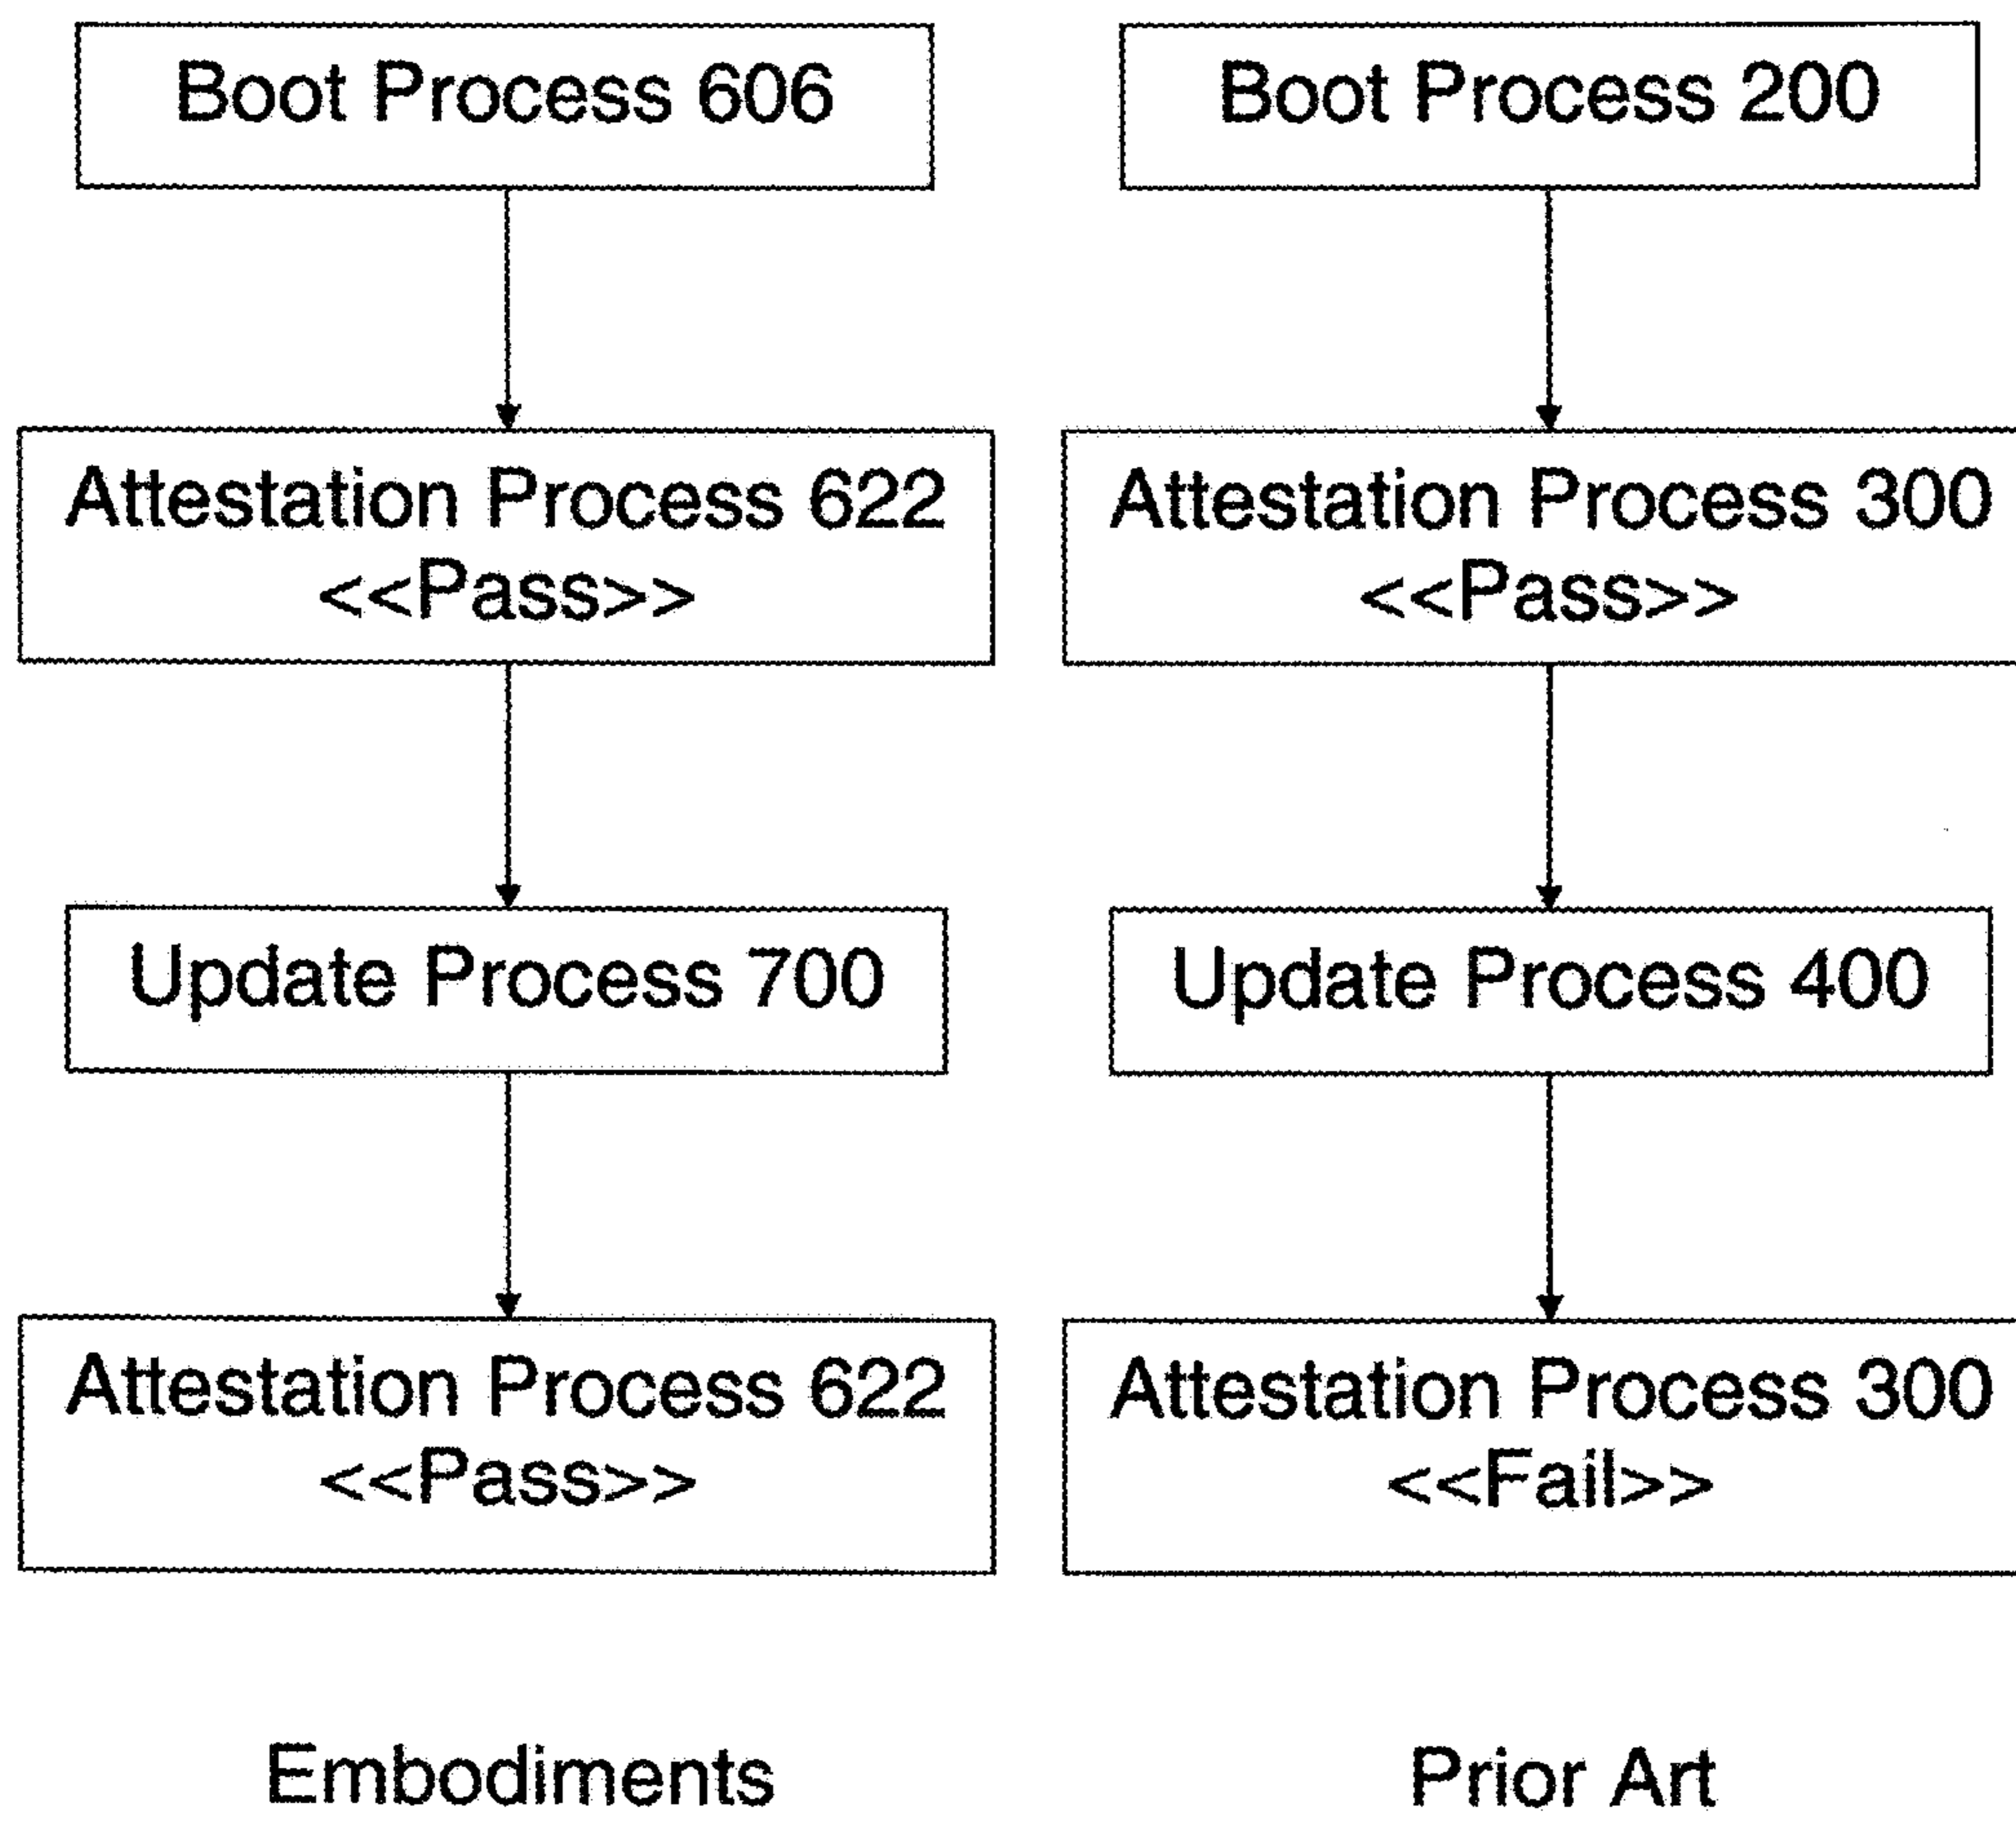 Boot Process 606
Attestation Process 622
<<Pass>>
Update Process 700
Attestation Process 622
<<Pass>>
Embodiments
Boot Process 200
Attestation Process 300
<<Pass>>
Update Process 400
Attestation Process 300
<<Fail>>
Prior Art